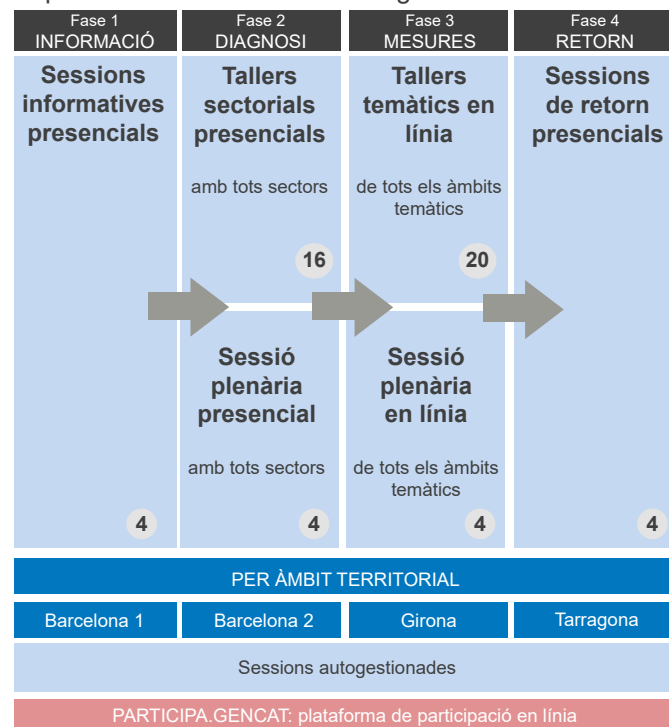 Fase 1
INFORMACIÓ
Fase 2
DIAGNOSI
Fase 3
MESURES
Fase 4
RETORN
Sessions
informatives
presencials
4
Tallers
sectorials
presencials
amb tots sectors
16
Sessió
plenària
presencial
amb tots sectors
4
Tallers
temàtics en
línia
de tots els àmbits
temàtics
20
Sessió
plenària
en línia
de tots els àmbits
temàtics
4
Sessions
de retorn
presencials
4
PER ÀMBIT TERRITORIAL
Barcelona 1
Barcelona 2
Girona
Tarragona
Sessions autogestionades
PARTICIPA.GENCAT: plataforma de participació en línia